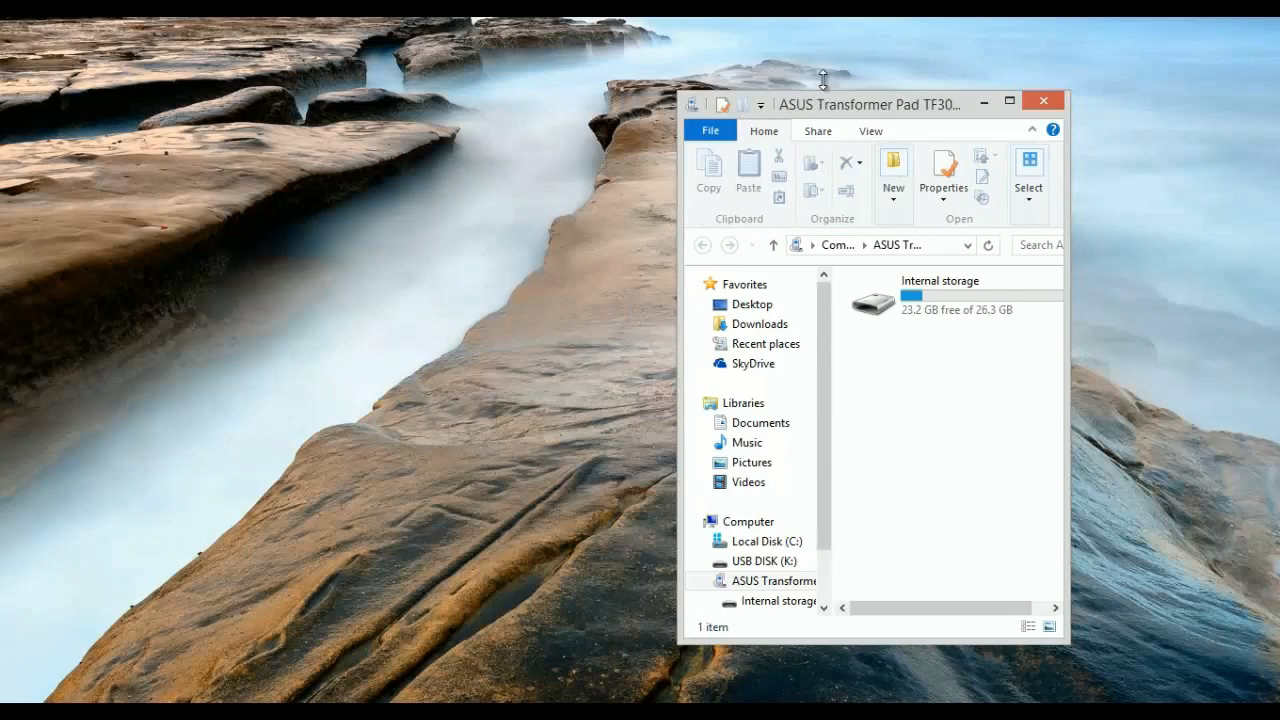 ASUS Transformer Pad TF30...
File Home Share View
Copy
Paste
New
Properties
Select
Clipboard
Organize
Open
Com... ASUS Tr...
Search A
Favorites
Desktop
Downloads
Recent places
SkyDrive
Libraries
Documents
Music
Pictures
Videos
Computer
Local Disk (C:)
USB DISK (K:)
ASUS Transforme
Internal storage
Internal storage
23.2 GB free of 26.3 GB
1 item